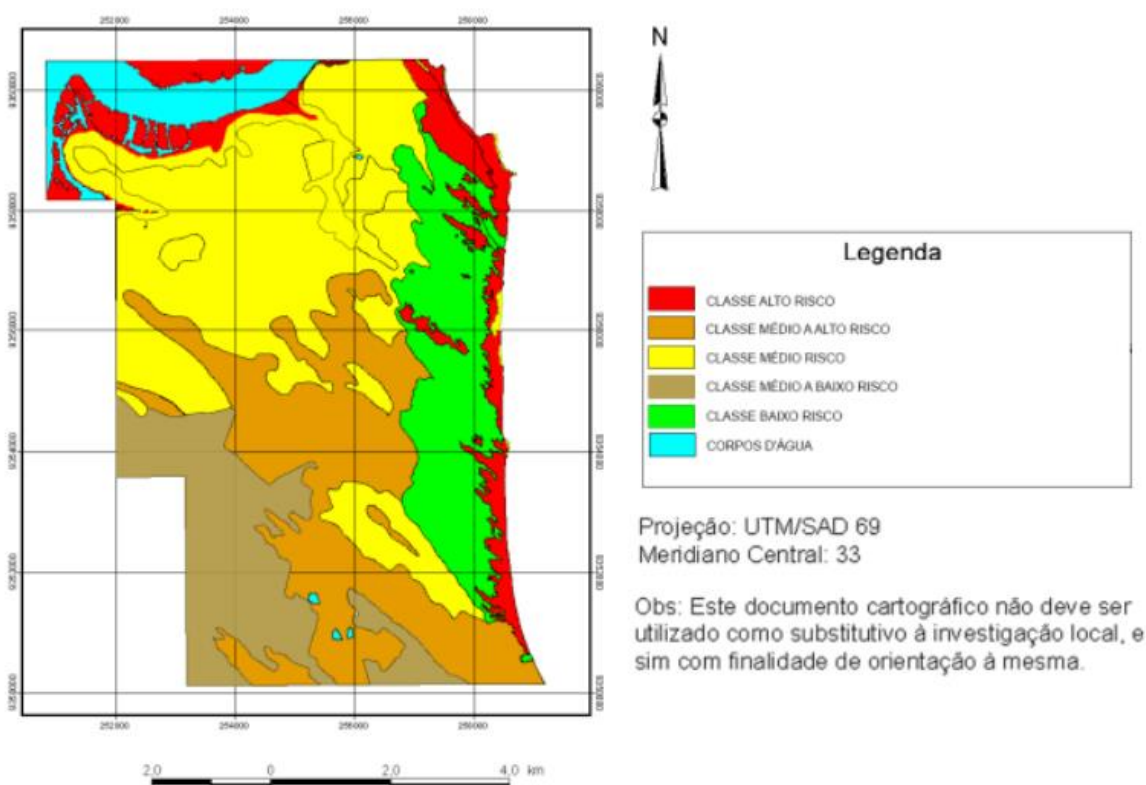 252000 254000 256000 258000 260000
N
Legenda
CLASSE ALTO RISCO
CLASSE MÉDIO A ALTO RISCO
CLASSE MÉDIO RISCO
CLASSE MÉDIO A BAIXO RISCO
CLASSE BAIXO RISCO
CORPOS D'ÁGUA
Projeção: UTM/SAD 69
Meridiano Central: 33
Obs: Este documento cartográfico não deve ser
utilizado como substitutivo à investigação local, e
sim com finalidade de orientação à mesma.
2,0 0 2,0 4,0 km